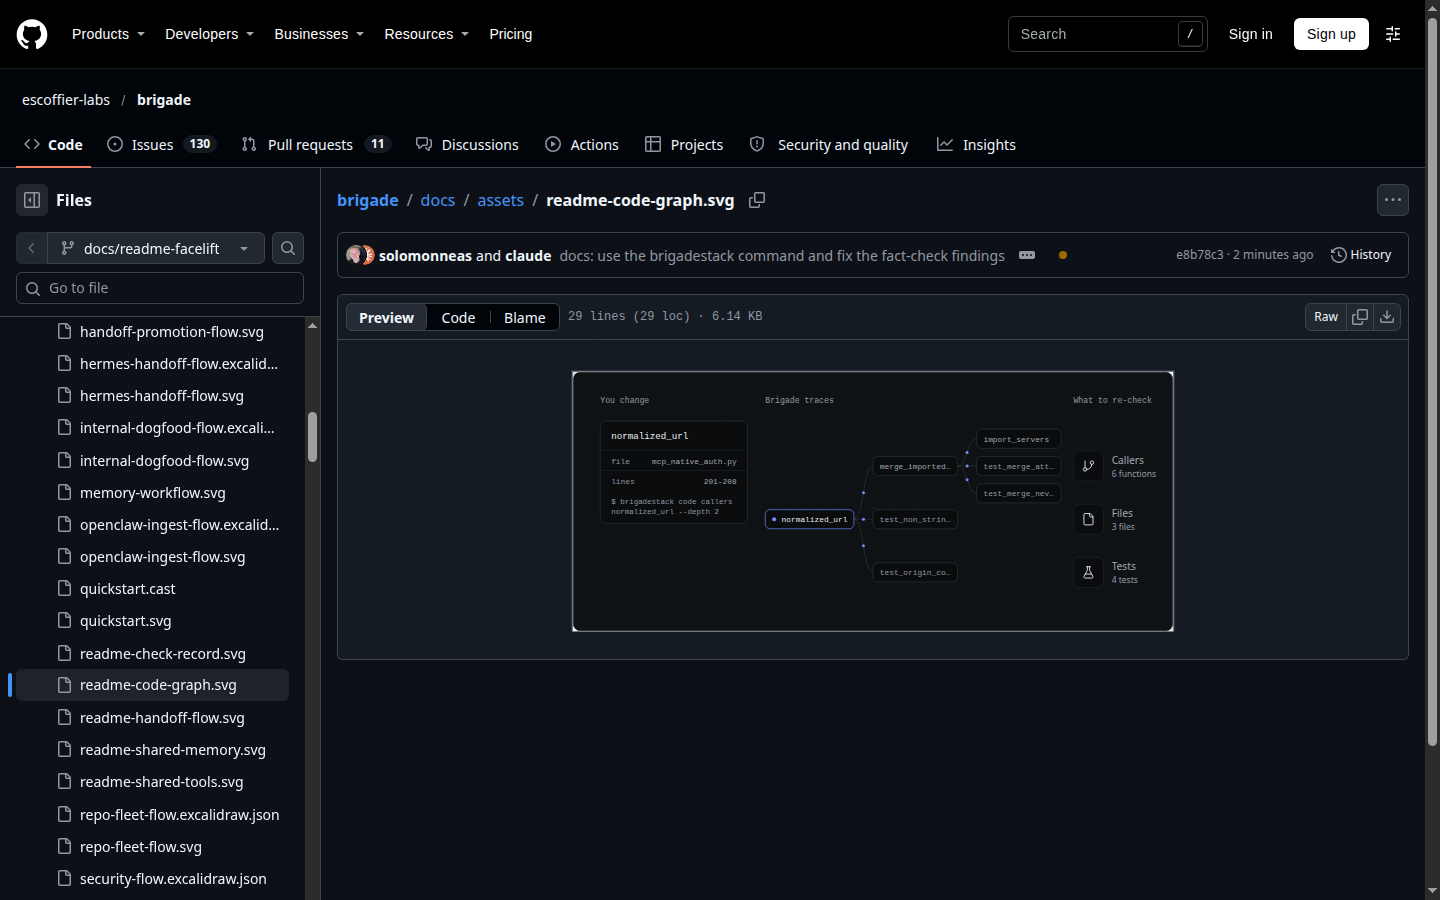 Products
Developers
Businesses
Resources
Pricing
Search
/
Sign in
Sign up
escoffier-labs / brigade
Code
Issues 130
Pull requests 11
Discussions
Actions
Projects
Security and quality
Insights
Files
docs/readme-facelift
Go to file
handoff-promotion-flow.svg
hermes-handoff-flow.excalid...
hermes-handoff-flow.svg
internal-dogfood-flow.excali...
internal-dogfood-flow.svg
memory-workflow.svg
openclaw-ingest-flow.excalid...
openclaw-ingest-flow.svg
quickstart.cast
quickstart.svg
readme-check-record.svg
readme-code-graph.svg
readme-handoff-flow.svg
readme-shared-memory.svg
readme-shared-tools.svg
repo-fleet-flow.excalidraw.json
repo-fleet-flow.svg
security-flow.excalidraw.json
brigade / docs / assets / readme-code-graph.svg
solomonneas and claude docs: use the brigadestack command and fix the fact-check findings
e8b78c3 · 2 minutes ago
History
Preview
Code
Blame
29 lines (29 loc) · 6.14 KB
Raw
You change
normalized_url
file mcp_native_auth.py
lines 201-208
$ brigadestack code callers
normalized_url --depth 2
Brigade traces
normalized_url
merge_imported…
test_non_strin…
test_origin_co…
import_servers
test_merge_att…
test_merge_nev…
What to re-check
Callers
6 functions
Files
3 files
Tests
4 tests